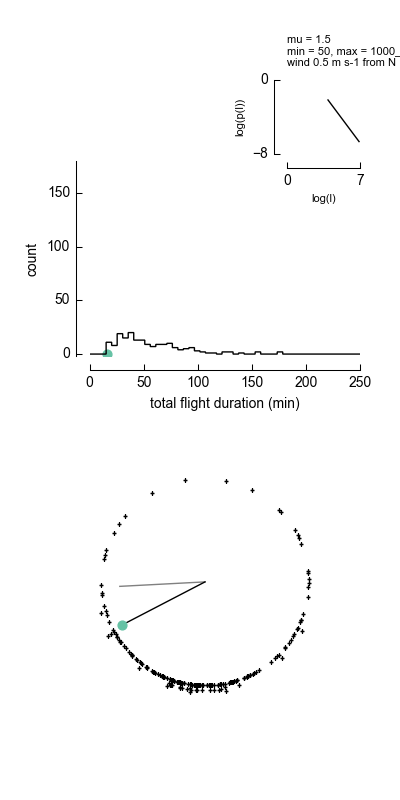 mu = 1.5
min = 50, max = 1000_
wind 0.5 m s-1 from N
0
log(p(l))
−8
0
7
log(l)
150
count
100
50
0
0
50
100
150
200
250
total flight duration (min)